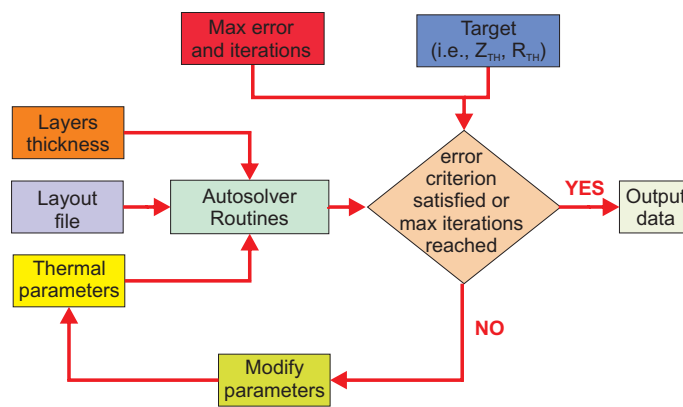 Max error
and iterations
Target
(i.e., Z_TH, R_TH)
Layers
thickness
Layout
file
Thermal
parameters
Autosolver
Routines
error
criterion
satisfied or
max iterations
reached
YES
Output
data
NO
Modify
parameters